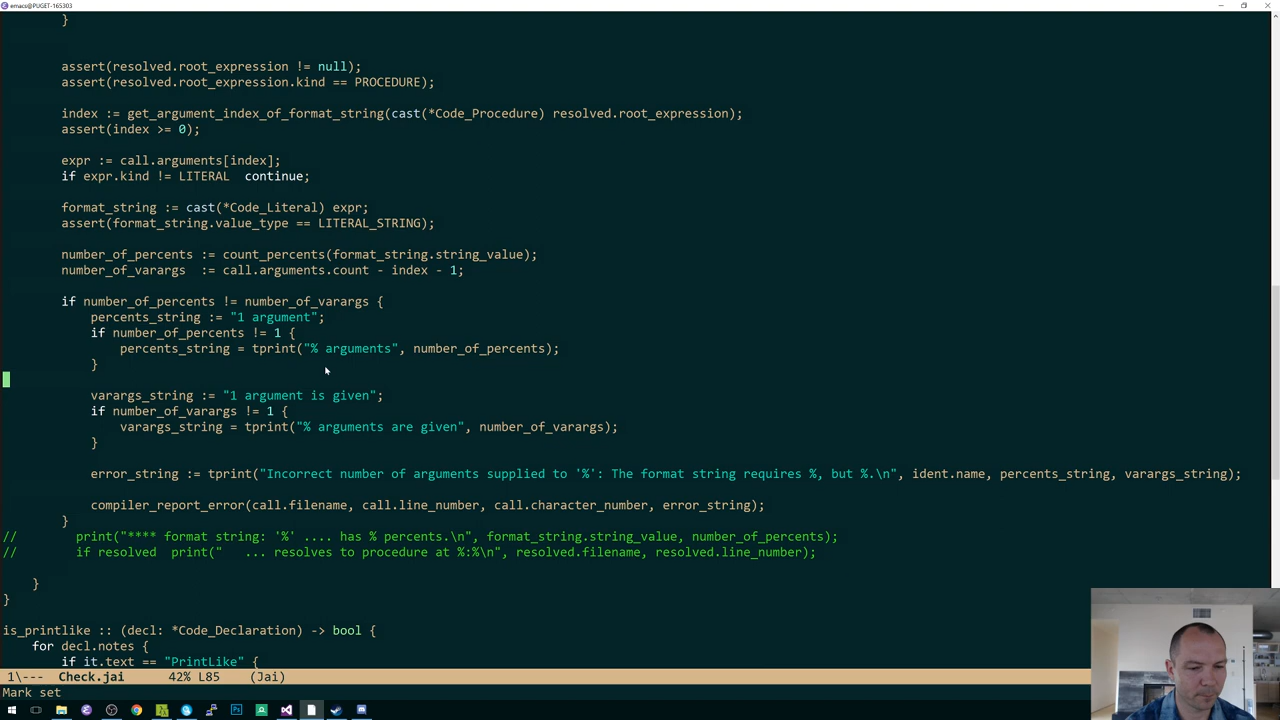 emacs@PUGET-165303
}
assert(resolved.root_expression != null);
assert(resolved.root_expression.kind == PROCEDURE);
index := get_argument_index_of_format_string(cast(*Code_Procedure) resolved.root_expression);
assert(index >= 0);
expr := call.arguments[index];
if expr.kind != LITERAL  continue;
format_string := cast(*Code_Literal) expr;
assert(format_string.value_type == LITERAL_STRING);
number_of_percents := count_percents(format_string.string_value);
number_of_varargs  := call.arguments.count - index - 1;
if number_of_percents != number_of_varargs {
percents_string := "1 argument";
if number_of_percents != 1 {
percents_string = tprint("% arguments", number_of_percents);
}
varargs_string := "1 argument is given";
if number_of_varargs != 1 {
varargs_string = tprint("% arguments are given", number_of_varargs);
}
error_string := tprint("Incorrect number of arguments supplied to '%': The format string requires %, but %.\n", ident.name, percents_string, varargs_string);
compiler_report_error(call.filename, call.line_number, call.character_number, error_string);
}
//        print("**** format string: '%' .... has % percents.\n", format_string.string_value, number_of_percents);
//        if resolved  print("   ... resolves to procedure at %:%\n", resolved.filename, resolved.line_number);
}
}
is_printlike :: (decl: *Code_Declaration) -> bool {
for decl.notes {
if it.text == "PrintLike" {
1\---  Check.jai      42% L85    (Jai)
Mark set